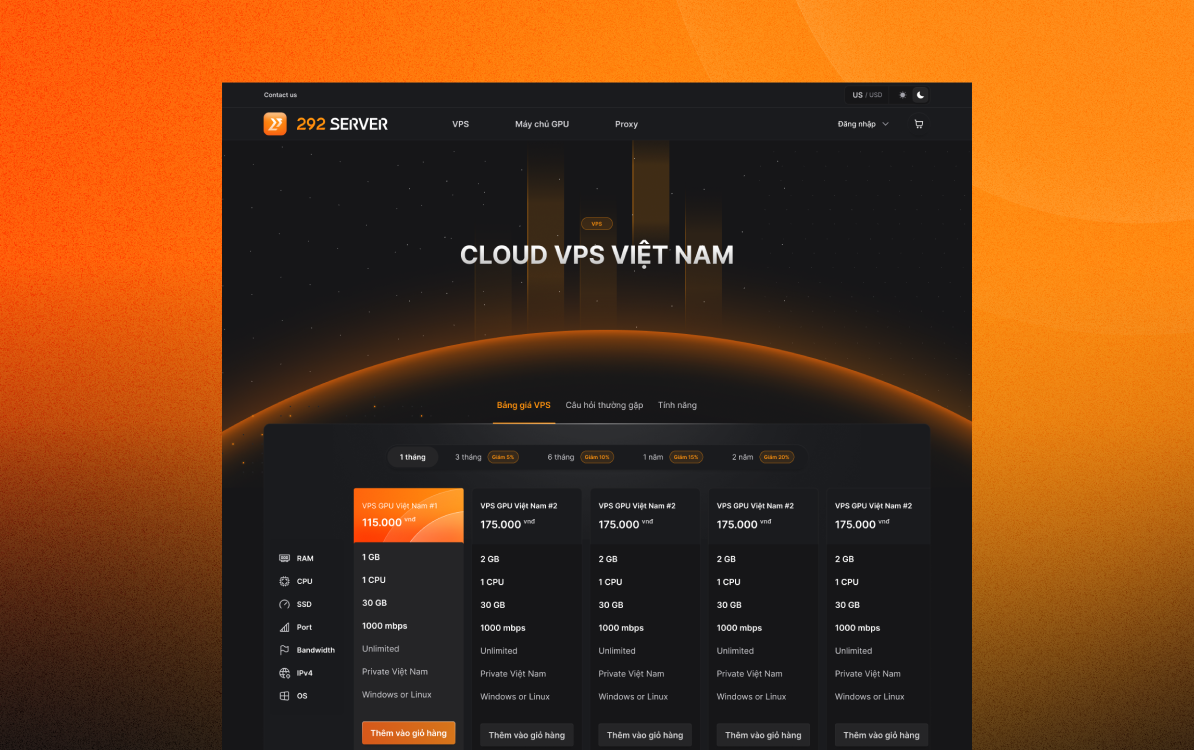 Contact us
US / USD
292 SERVER
VPS
Máy chủ GPU
Proxy
Đăng nhập
VPS
CLOUD VPS VIỆT NAM
Bảng giá VPS
Câu hỏi thường gặp
Tính năng
1 tháng
3 tháng
Giảm 5%
6 tháng
Giảm 10%
1 năm
Giảm 15%
2 năm
Giảm 20%
VPS GPU Việt Nam #1
115.000 vnđ
VPS GPU Việt Nam #2
175.000 vnđ
VPS GPU Việt Nam #2
175.000 vnđ
VPS GPU Việt Nam #2
175.000 vnđ
VPS GPU Việt Nam #2
175.000 vnđ
RAM
1 GB
2 GB
2 GB
2 GB
2 GB
CPU
1 CPU
1 CPU
1 CPU
1 CPU
1 CPU
SSD
30 GB
30 GB
30 GB
30 GB
30 GB
Port
1000 mbps
1000 mbps
1000 mbps
1000 mbps
1000 mbps
Bandwidth
Unlimited
Unlimited
Unlimited
Unlimited
Unlimited
IPv4
Private Việt Nam
Private Việt Nam
Private Việt Nam
Private Việt Nam
Private Việt Nam
OS
Windows or Linux
Windows or Linux
Windows or Linux
Windows or Linux
Windows or Linux
Thêm vào giỏ hàng
Thêm vào giỏ hàng
Thêm vào giỏ hàng
Thêm vào giỏ hàng
Thêm vào giỏ hàng